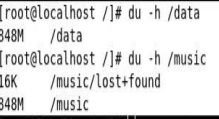 [root@localhost /]# du -h /data
348M /data
[root@localhost /]# du -h /music
16K /music/lost+found
348M /music